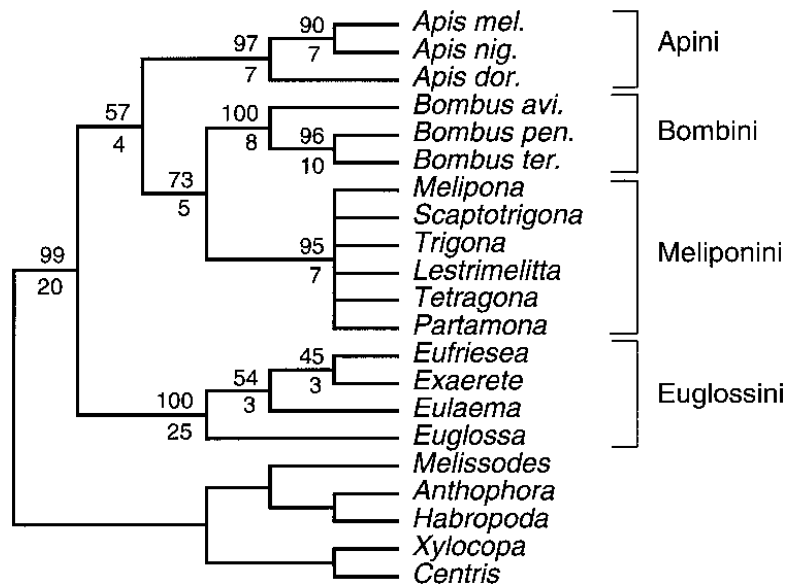 90
Apis mel.
97
7
Apis nig.
Apini
7
Apis dor.
57
100
Bombus avi.
4
8
96
Bombus pen.
Bombini
10
Bombus ter.
73
5
Melipona
Scaptotrigona
95
Trigona
Meliponini
99
7
Lestrimelitta
20
Tetragona
Partamona
45
Eufriesea
54
3
Exaerete
Euglossini
100
3
Eulaema
25
Euglossa
Melissodes
Anthophora
Habropoda
Xylocopa
Centris